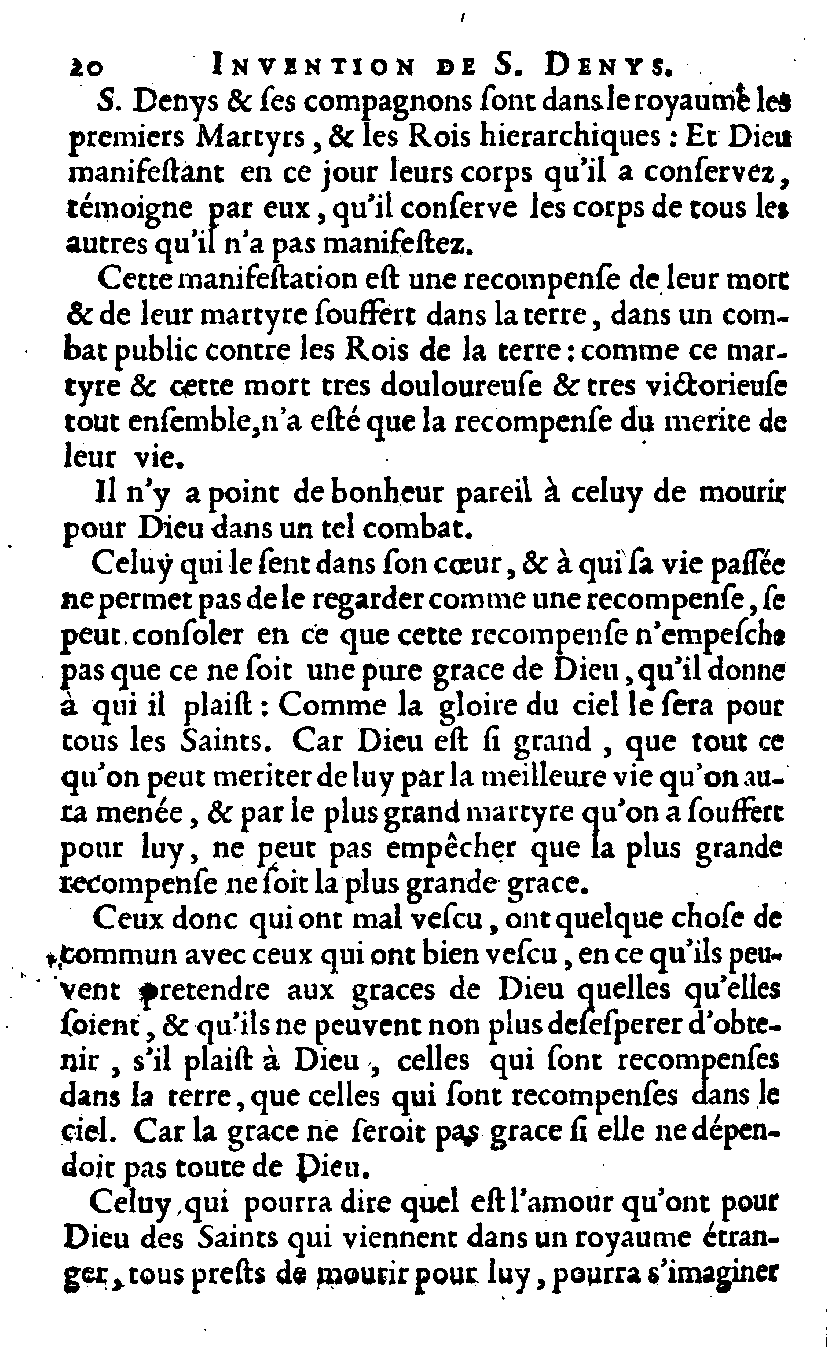 20 INVENTION DE S. DENYS.
S. Denys & ſes compagnons ſont dans le royaume les
premiers Martyrs, & les Rois hierarchiques : Et Dieu
manifeſtant en ce jour leurs corps qu'il a conſervez,
témoigne par eux, qu'il conſerve les corps de tous les
autres qu'il n'a pas manifeſtez.
Cette manifeſtation eſt une recompenſe de leur mort
& de leur martyre ſouffert dans la terre, dans un com-
bat public contre les Rois de la terre : comme ce mar-
tyre & cette mort tres douloureuſe & tres victorieuſe
tout enſemble, n'a eſté que la recompenſe du merite de
leur vie.
Il n'y a point de bonheur pareil à celuy de mourir
pour Dieu dans un tel combat.
Celuy qui le ſent dans ſon cœur, & à qui ſa vie paſſée
ne permet pas de le regarder comme une recompenſe, ſe
peut conſoler en ce que cette recompenſe n'empeſche
pas que ce ne ſoit une pure grace de Dieu, qu'il donne
à qui il plaiſt : Comme la gloire du ciel le ſera pour
tous les Saints. Car Dieu eſt ſi grand , que tout ce
qu'on peut meriter de luy par la meilleure vie qu'on au-
ra menée, & par le plus grand martyre qu'on a ſouffert
pour luy, ne peut pas empêcher que la plus grande
recompenſe ne ſoit la plus grande grace.
Ceux donc qui ont mal veſcu, ont quelque choſe de
commun avec ceux qui ont bien veſcu, en ce qu'ils peu-
vent pretendre aux graces de Dieu quelles qu'elles
ſoient, & qu'ils ne peuvent non plus deſeſperer d'obte-
nir , s'il plaiſt à Dieu , celles qui ſont recompenſes
dans la terre, que celles qui ſont recompenſes dans le
ciel. Car la grace ne ſeroit pas grace ſi elle ne dépen-
doit pas toute de Dieu.
Celuy qui pourra dire quel eſt l'amour qu'ont pour
Dieu des Saints qui viennent dans un royaume étran-
ger, tous preſts de mourir pour luy, pourra s'imaginer